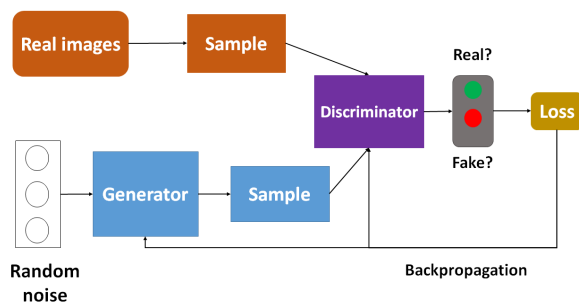 Real images
Sample
Real?
Discriminator
Loss
Fake?
Generator
Sample
Random
noise
Backpropagation